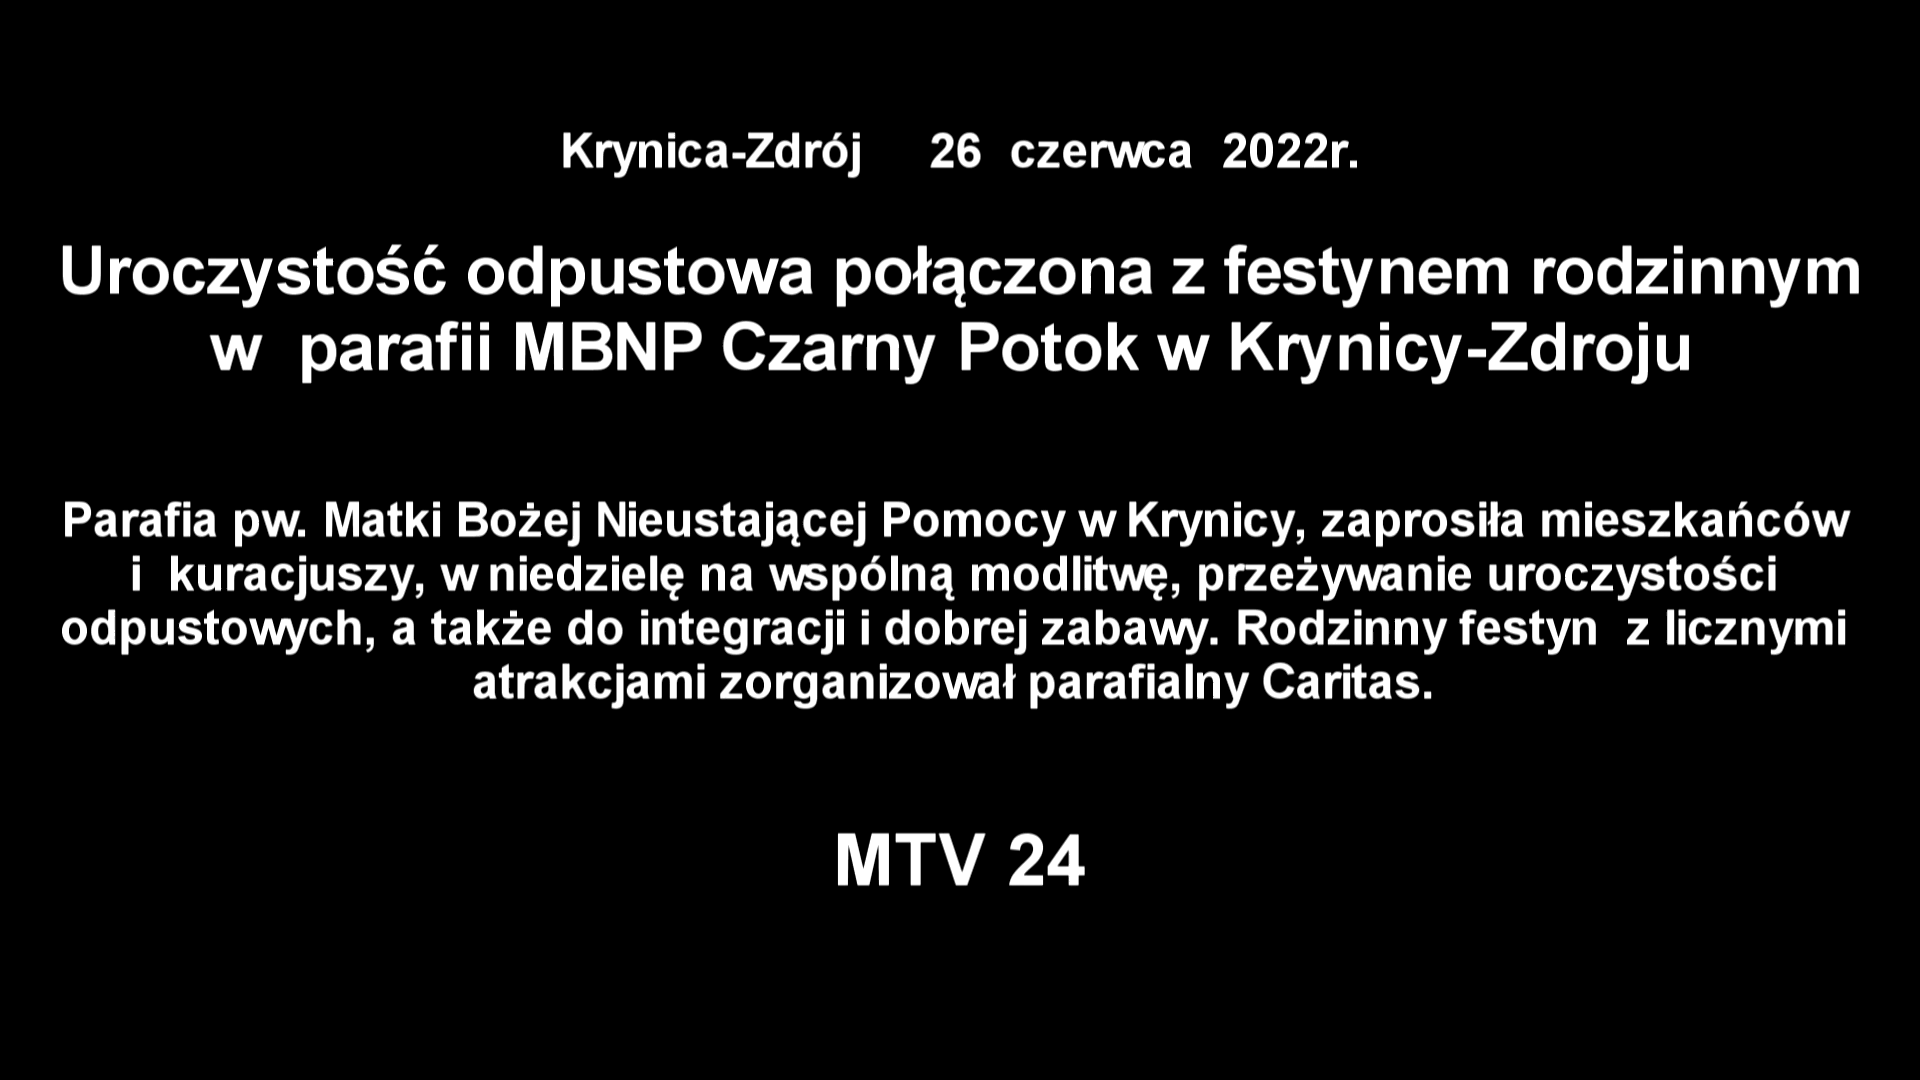 Krynica-Zdrój 26 czerwca 2022r.
Uroczystość odpustowa połączona z festynem rodzinnym
w parafii MBNP Czarny Potok w Krynicy-Zdroju
Parafia pw. Matki Bożej Nieustającej Pomocy w Krynicy, zaprosiła mieszkańców
i kuracjuszy, w niedzielę na wspólną modlitwę, przeżywanie uroczystości
odpustowych, a także do integracji i dobrej zabawy. Rodzinny festyn z licznymi
atrakcjami zorganizował parafialny Caritas.
MTV 24